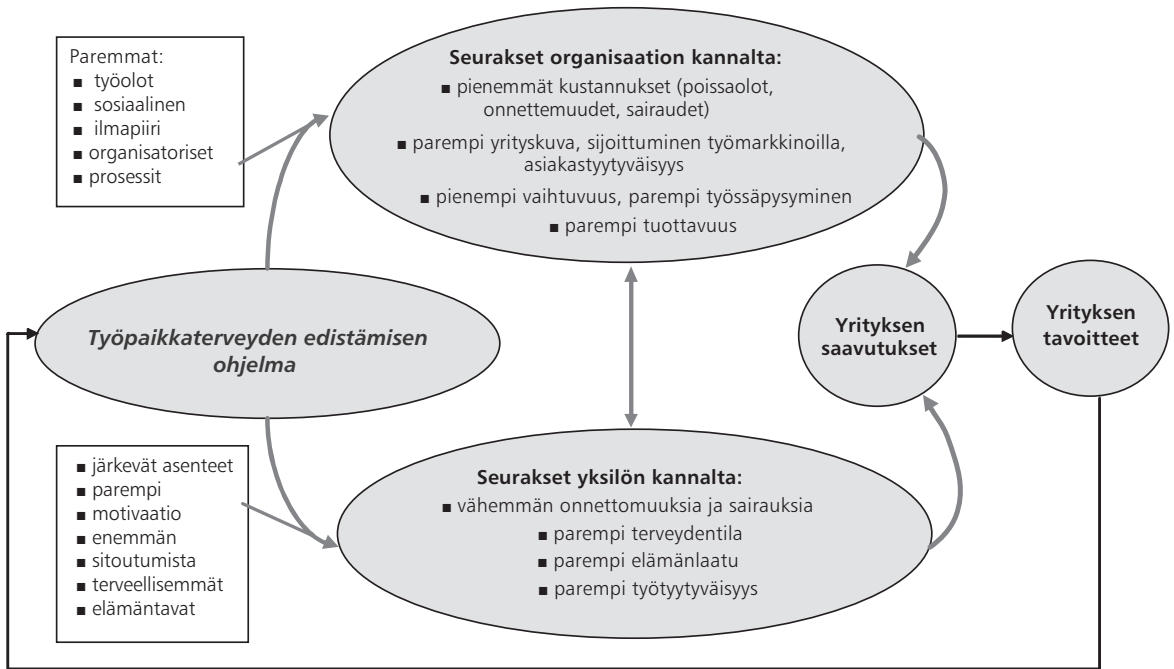 Paremmat:
■ työolot
■ sosiaalinen
■ ilmapiiri
■ organisatoriset
■ prosessit
Seurakset organisaation kannalta:
■ pienemmät kustannukset (poissaolot,
onnettemuudet, sairaudet)
■ parempi yrityskuva, sijoittuminen työmarkkinoilla,
asiakastyytyväisyys
■ pienempi vaihtuvuus, parempi työssäpysyminen
■ parempi tuottavuus
Työpaikkaterveyden edistämisen
ohjelma
Yrityksen
saavutukset
Yrityksen
tavoitteet
■ järkevät asenteet
■ parempi
■ motivaatio
■ enemmän
■ sitoutumista
■ terveellisemmät
■ elämäntavat
Seurakset yksilön kannalta:
■ vähemmän onnettomuuksia ja sairauksia
■ parempi terveydentila
■ parempi elämänlaatu
■ parempi työtyytyväisyys